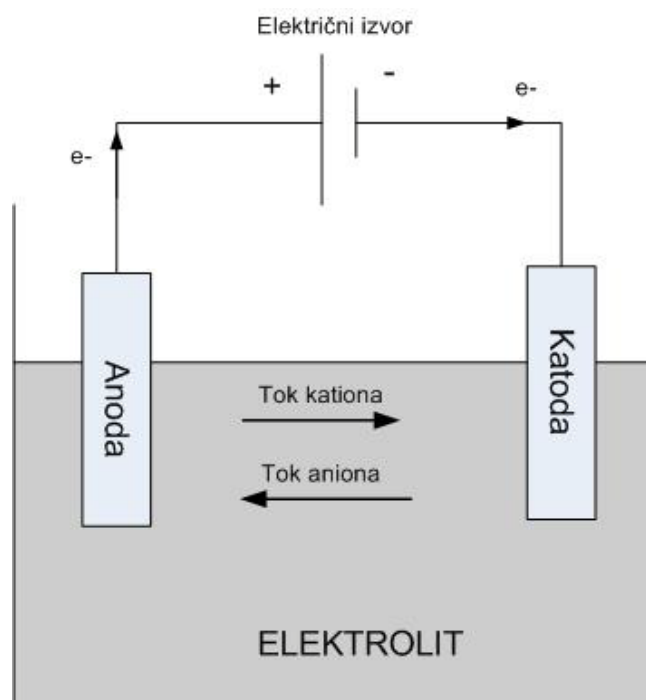 Električni izvor
+ -
e-
e-
Anoda
Katoda
Tok kationa
Tok aniona
ELEKTROLIT